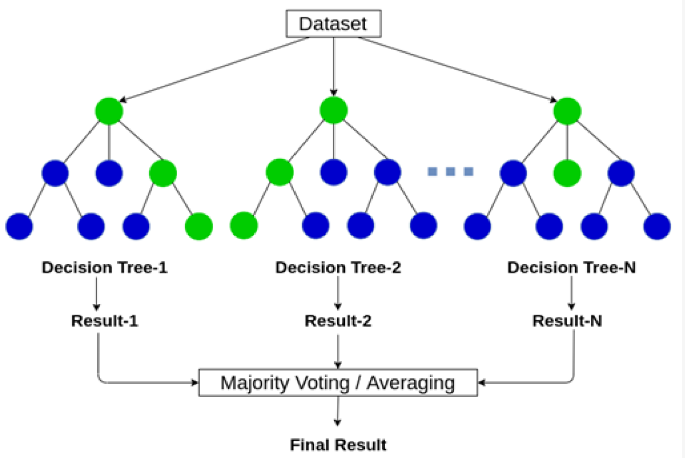 Dataset
Decision Tree-1
Decision Tree-2
Decision Tree-N
Result-1
Result-2
Result-N
Majority Voting / Averaging
Final Result